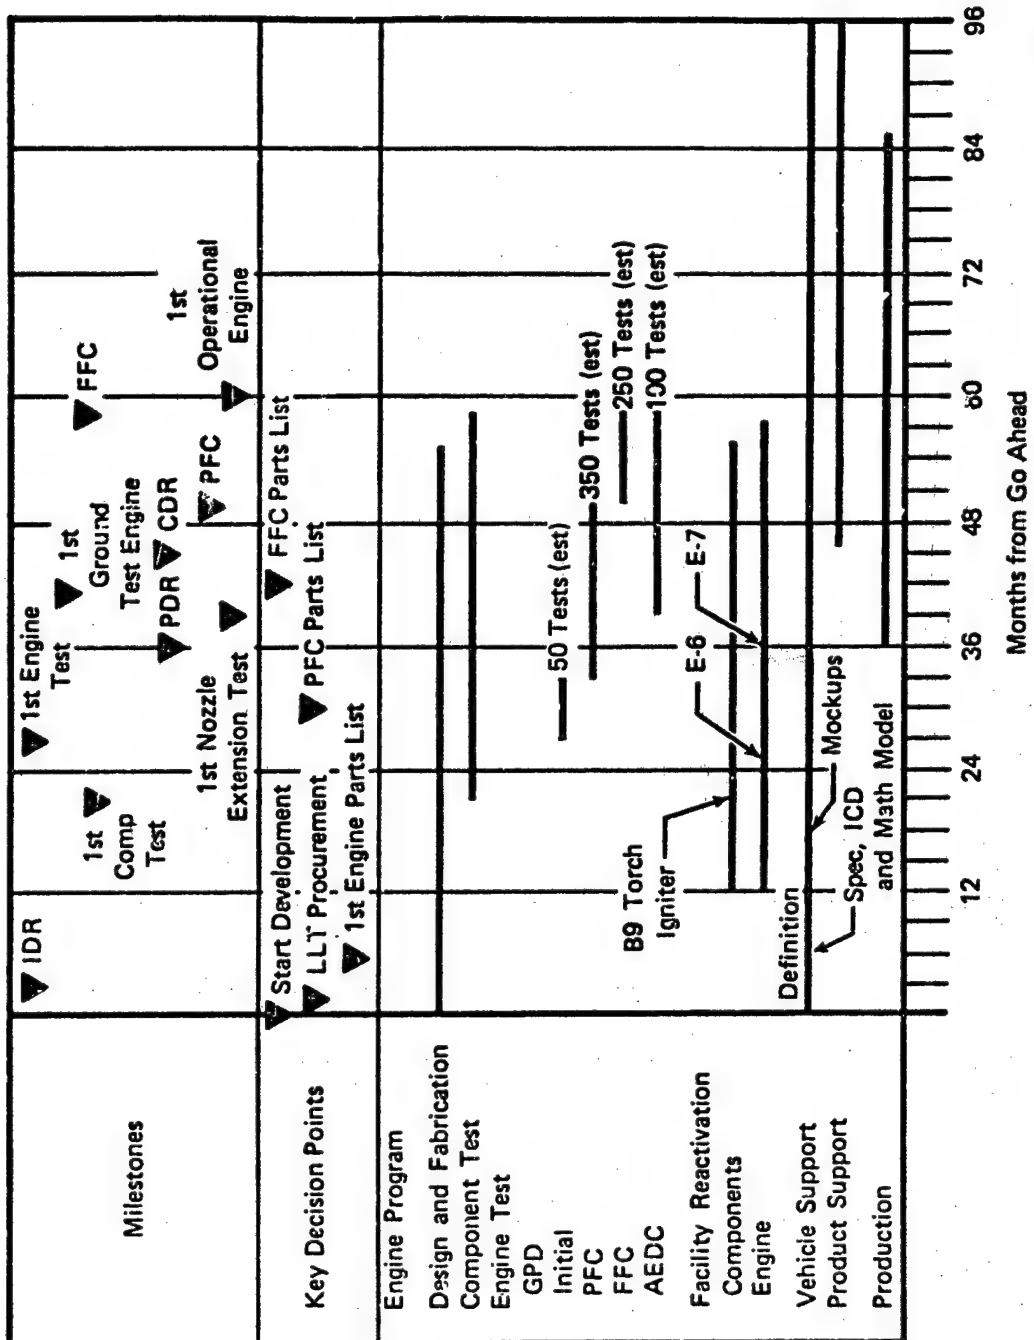 Milestones
IDR
1st
Comp
Test
1st Engine
Test
1st Nozzle
Extension Test
1st
Ground
Test Engine
PDR
CDR
PFC
FFC
1st
Operational
Engine
Key Decision Points
Start Development
LLT Procurement
1st Engine Parts List
PFC Parts List
FFC Parts List
Engine Program
Design and Fabrication
Component Test
Engine Test
GPD
Initial
50 Tests (est)
PFC
350 Tests (est)
FFC
250 Tests (est)
AEDC
100 Tests (est)
Facility Reactivation
Components
Engine
B9 Torch
Igniter
E-6
E-7
Vehicle Support
Definition
Mockups
Spec, ICD
and Math Model
Product Support
Production
12
24
36
48
60
72
84
96
Months from Go Ahead